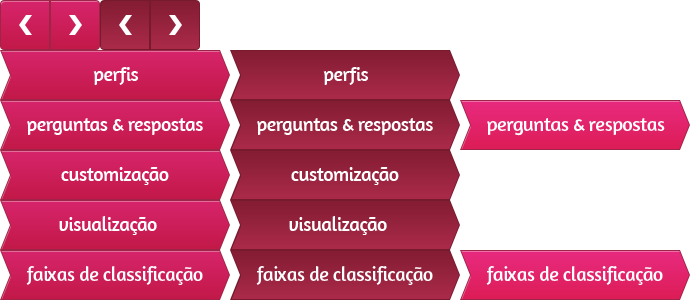 perfis perfis
perguntas & respostas perguntas & respostas perguntas & respostas
customização customização
visualização visualização
faixas de classificação faixas de classificação faixas de classificação